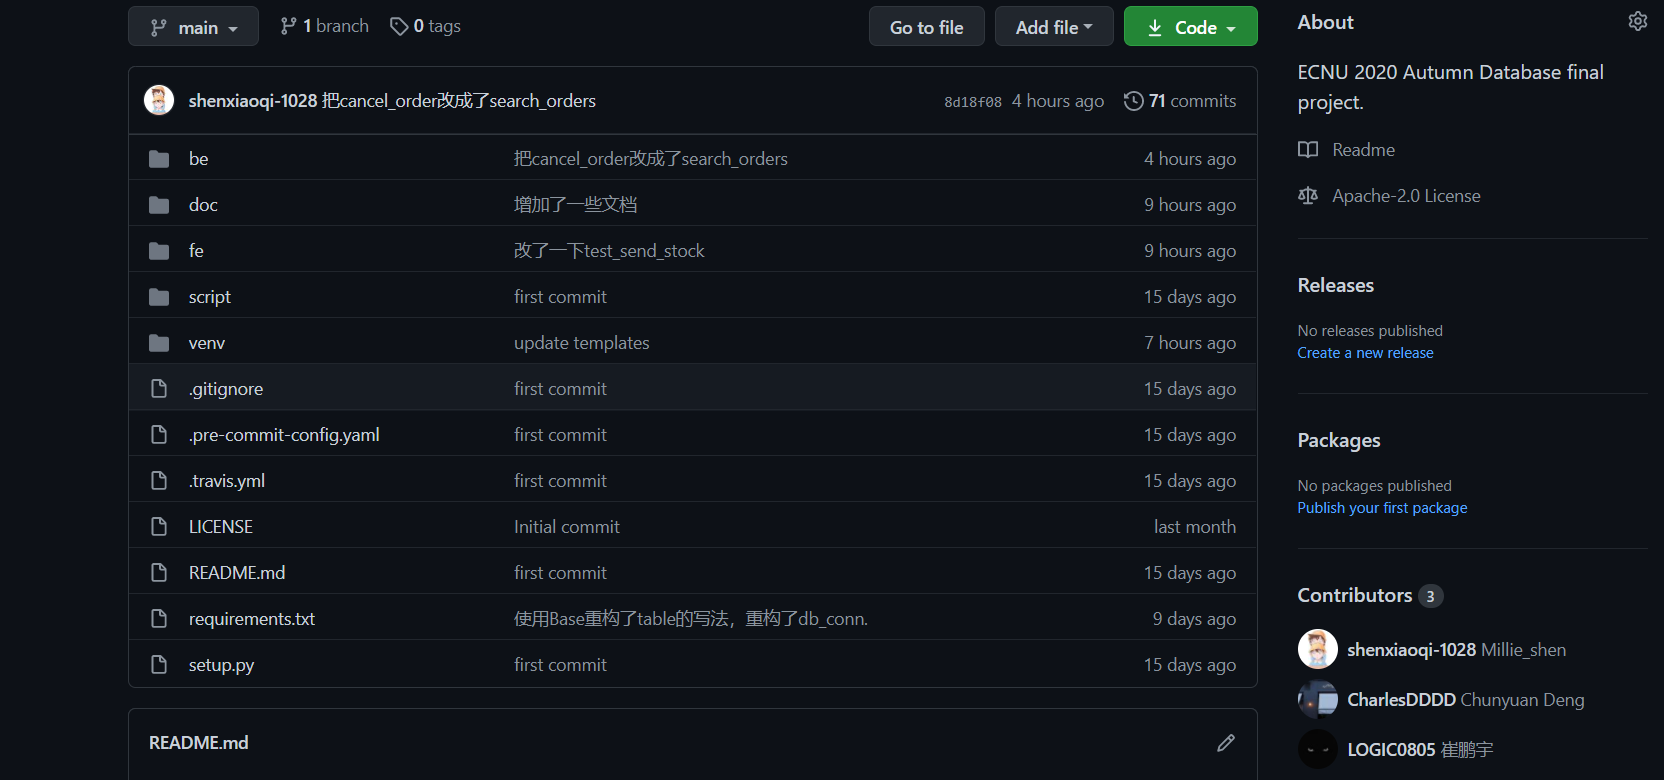 main
1 branch
0 tags
Go to file
Add file
Code
shenxiaoqi-1028 把cancel_order改成了search_orders
8d18f08 4 hours ago
71 commits
be 把cancel_order改成了search_orders 4 hours ago
doc 增加了一些文档 9 hours ago
fe 改了一下test_send_stock 9 hours ago
script first commit 15 days ago
venv update templates 7 hours ago
.gitignore first commit 15 days ago
.pre-commit-config.yaml first commit 15 days ago
.travis.yml first commit 15 days ago
LICENSE Initial commit last month
README.md first commit 15 days ago
requirements.txt 使用Base重构了table的写法，重构了db_conn. 9 days ago
setup.py first commit 15 days ago
README.md
About
ECNU 2020 Autumn Database final
project.
Readme
Apache-2.0 License
Releases
No releases published
Create a new release
Packages
No packages published
Publish your first package
Contributors 3
shenxiaoqi-1028 Millie_shen
CharlesDDDD Chunyuan Deng
LOGIC0805 崔鹏宇